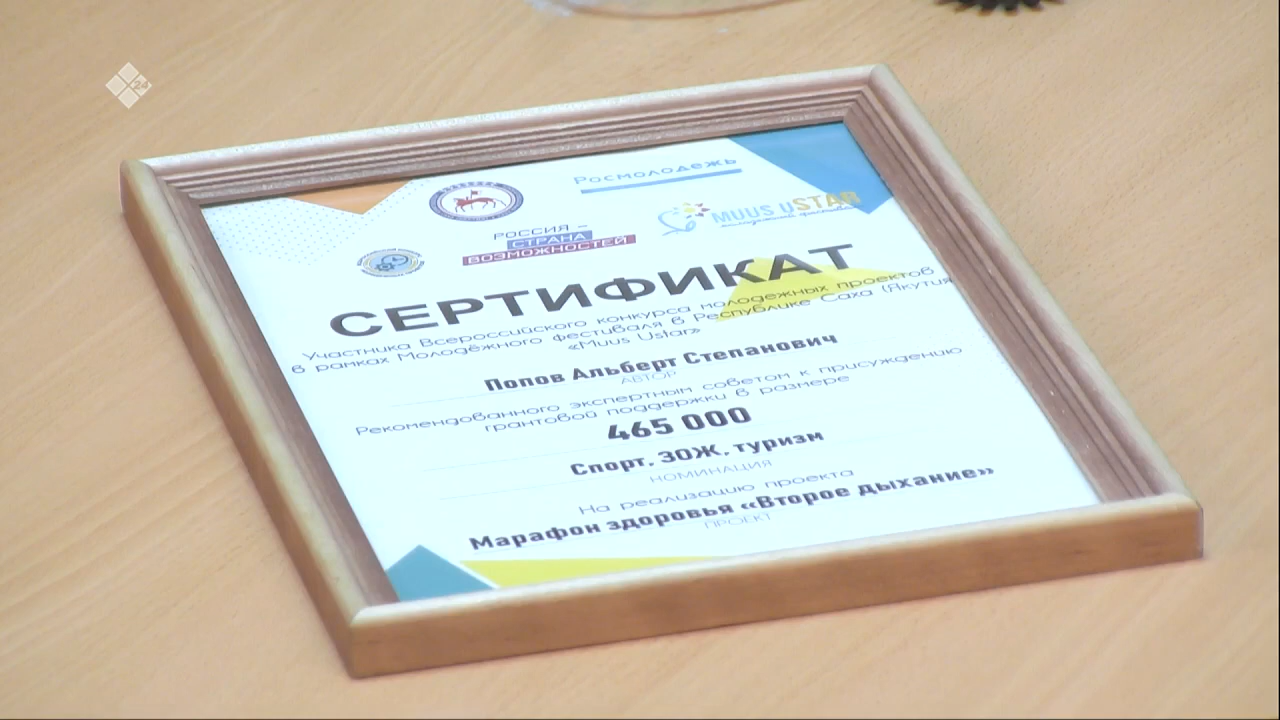 24
Росмолодежь
MUUS uSTAR
РОССИЯ –
СТРАНА
ВОЗМОЖНОСТЕЙ
СЕРТИФИКАТ
Участника Всероссийского конкурса молодежных проектов
в рамках Молодёжного фестиваля в Республике Саха (Якутия
«Muus Ustar»
Попов Альберт Степанович
АВТОР
Рекомендованного экспертным советом к присуждению
грантовой поддержки в размере
465 000
Спорт, ЗОЖ, туризм
НОМИНАЦИЯ
На реализацию проекта
Марафон здоровья «Второе дыхание»
ПРОЕКТ